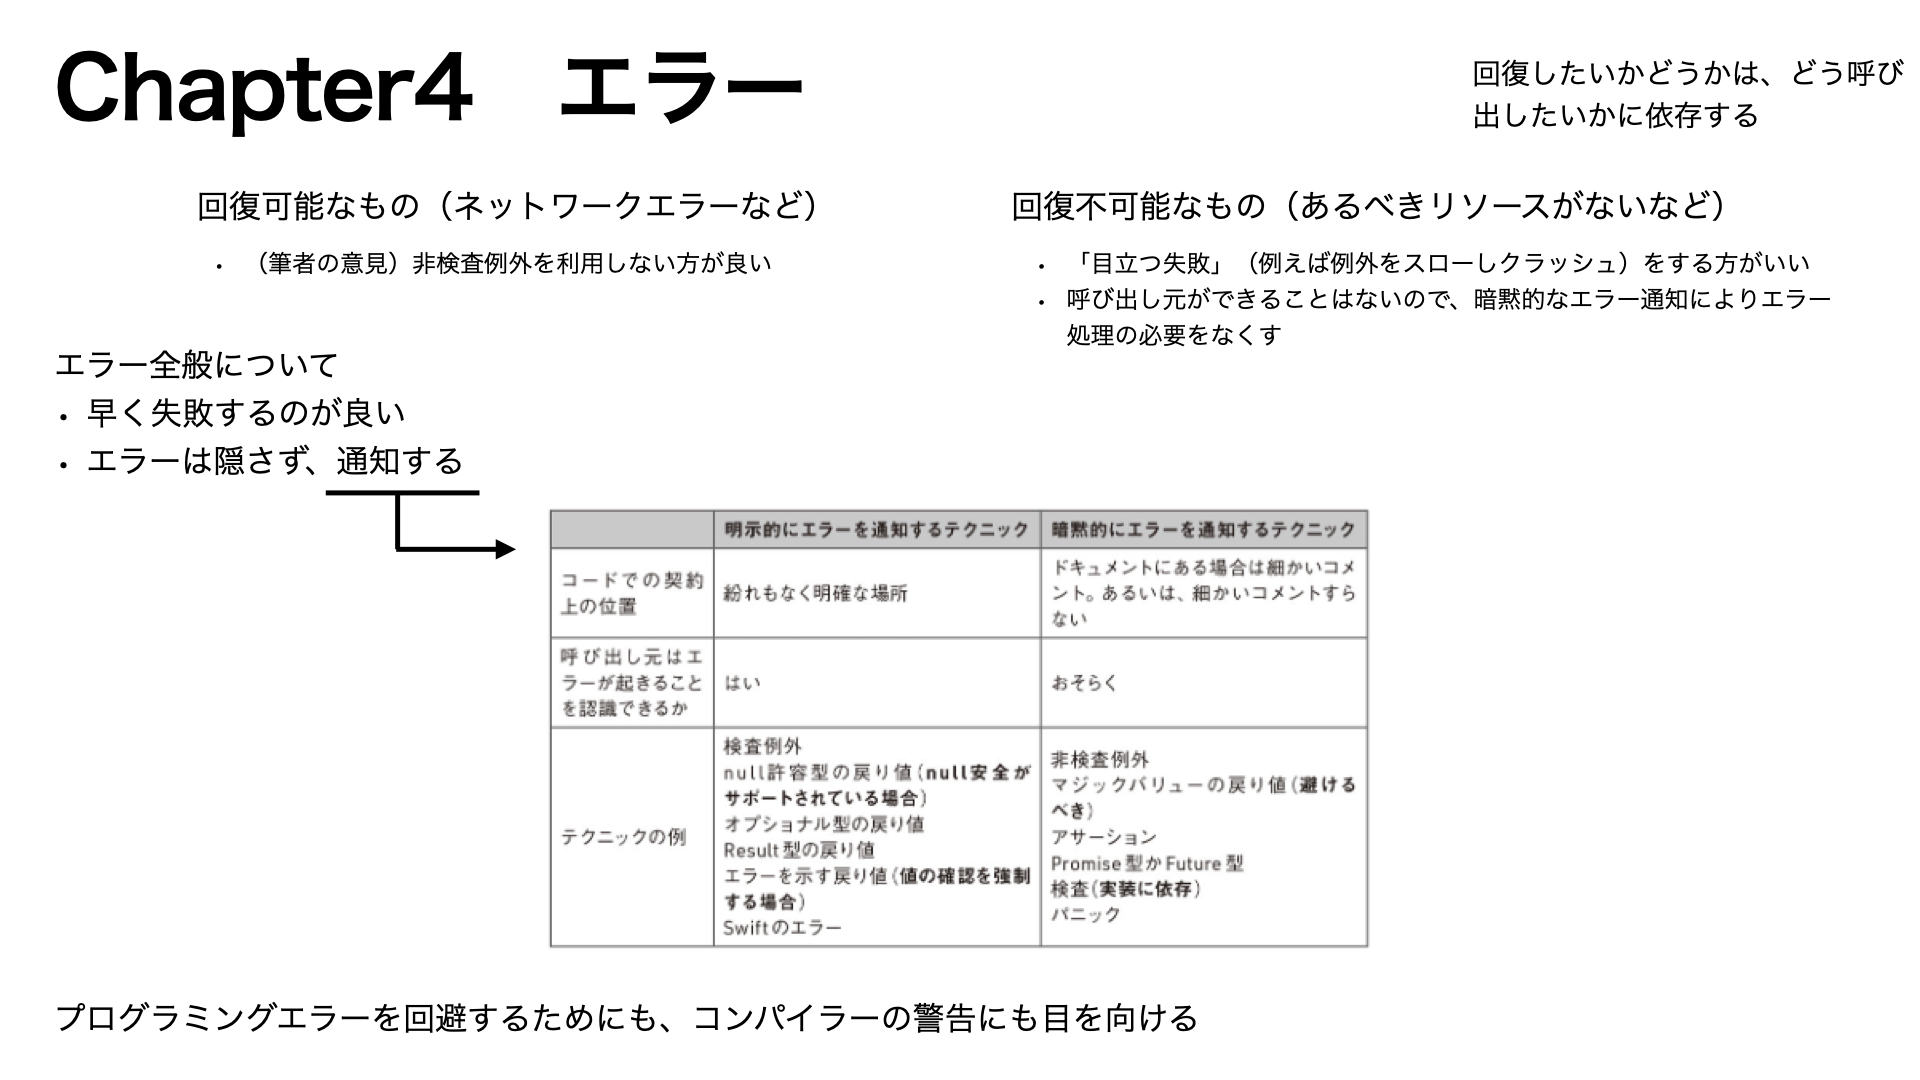 Chapter4　エラー
回復したいかどうかは、どう呼び
出したいかに依存する
回復可能なもの（ネットワークエラーなど）
・（筆者の意見）非検査例外を利用しない方が良い
回復不可能なもの（あるべきリソースがないなど）
・「目立つ失敗」（例えば例外をスローしクラッシュ）をする方がいい
・呼び出し元ができることはないので、暗黙的なエラー通知によりエラー
処理の必要をなくす
エラー全般について
・早く失敗するのが良い
・エラーは隠さず、通知する
明示的にエラーを通知するテクニック
暗黙的にエラーを通知するテクニック
コードでの契約
上の位置
紛れもなく明確な場所
ドキュメントにある場合は細かいコメ
ント。あるいは、細かいコメントすら
ない
呼び出し元はエ
ラーが起きること
を認識できるか
はい
おそらく
テクニックの例
検査例外
null許容型の戻り値（null安全が
サポートされている場合）
オプショナル型の戻り値
Result型の戻り値
エラーを示す戻り値（値の確認を強制
する場合）
Swiftのエラー
非検査例外
マジックバリューの戻り値（避ける
べき）
アサーション
Promise型かFuture型
検査（実装に依存）
パニック
プログラミングエラーを回避するためにも、コンパイラーの警告にも目を向ける